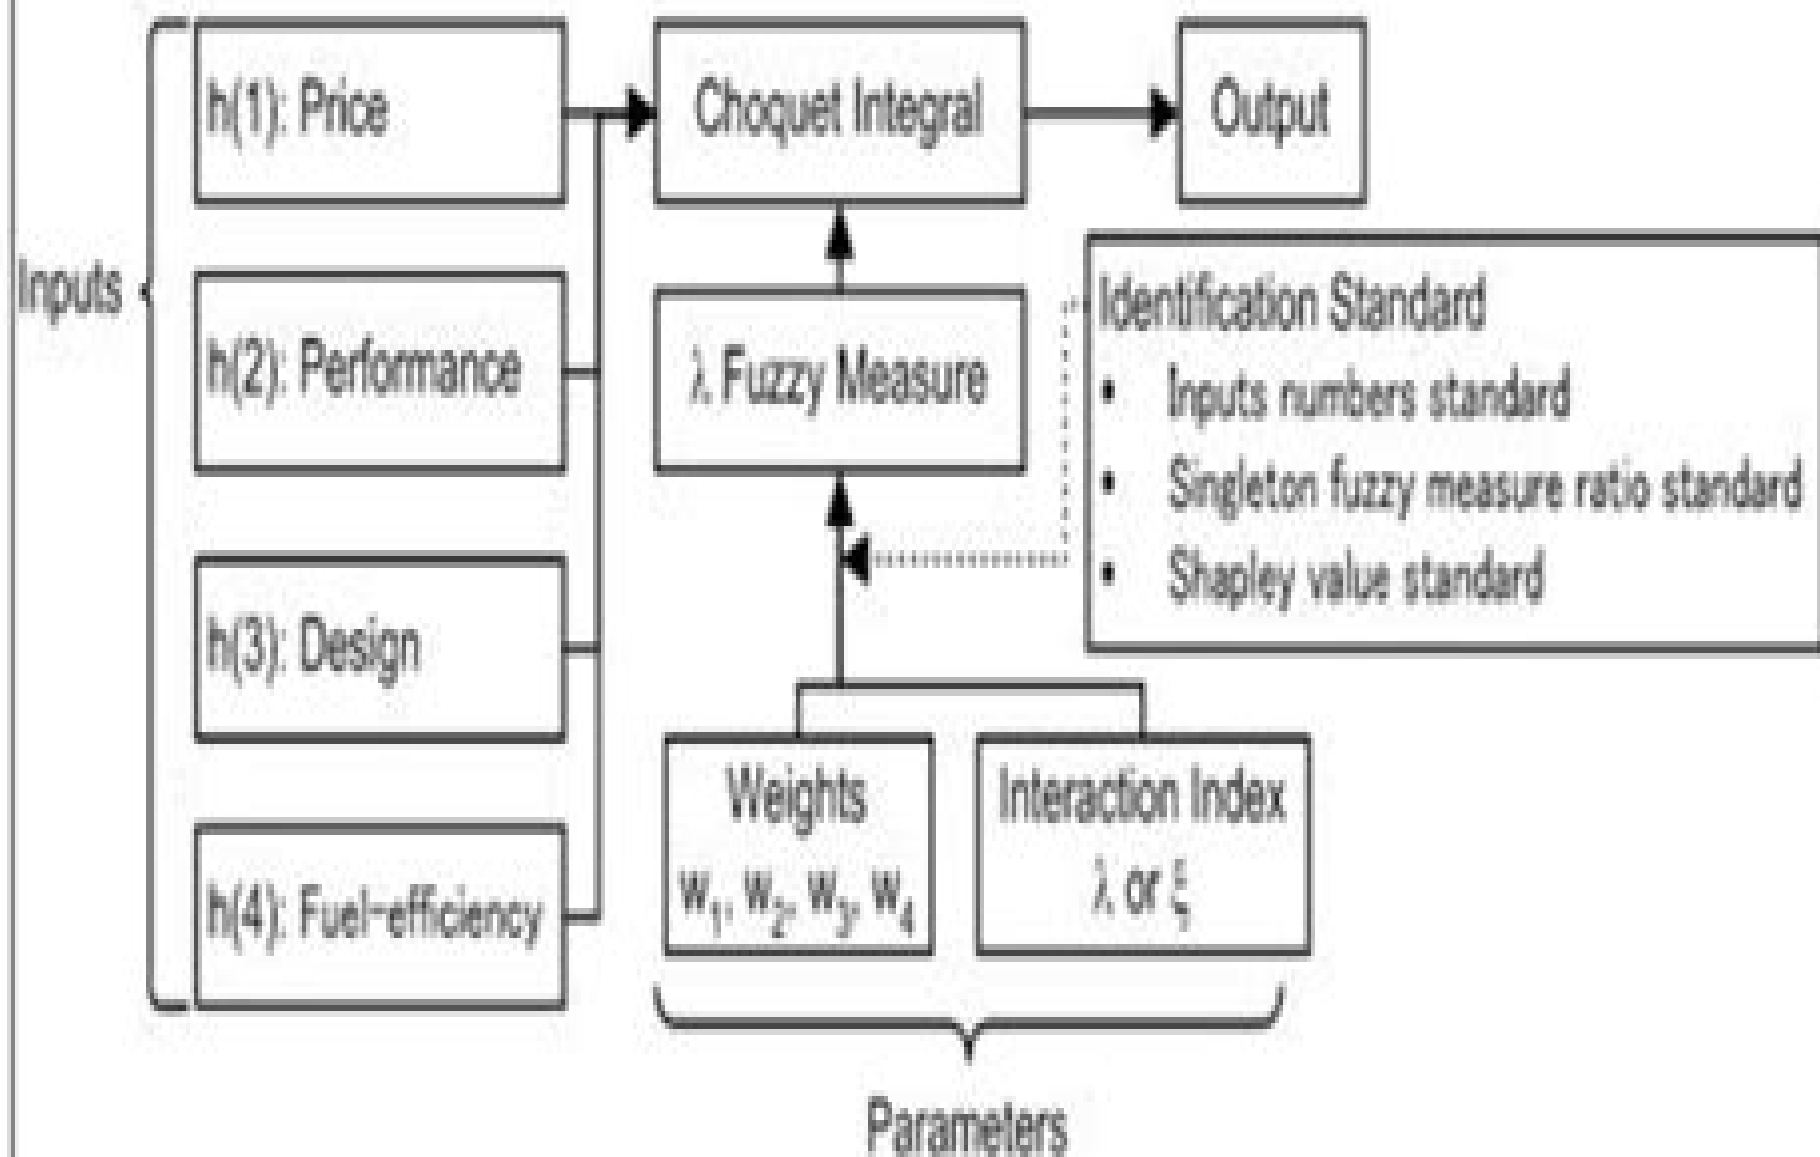 Inputs
h(1): Price
h(2): Performance
h(3): Design
h(4): Fuel-efficiency
Choquet Integral
Output
λ Fuzzy Measure
Identification Standard
• Inputs numbers standard
• Singleton fuzzy measure ratio standard
• Shapley value standard
Weights
w₁, w₂, w₃, w₄
Interaction Index
λ or ξ
Parameters